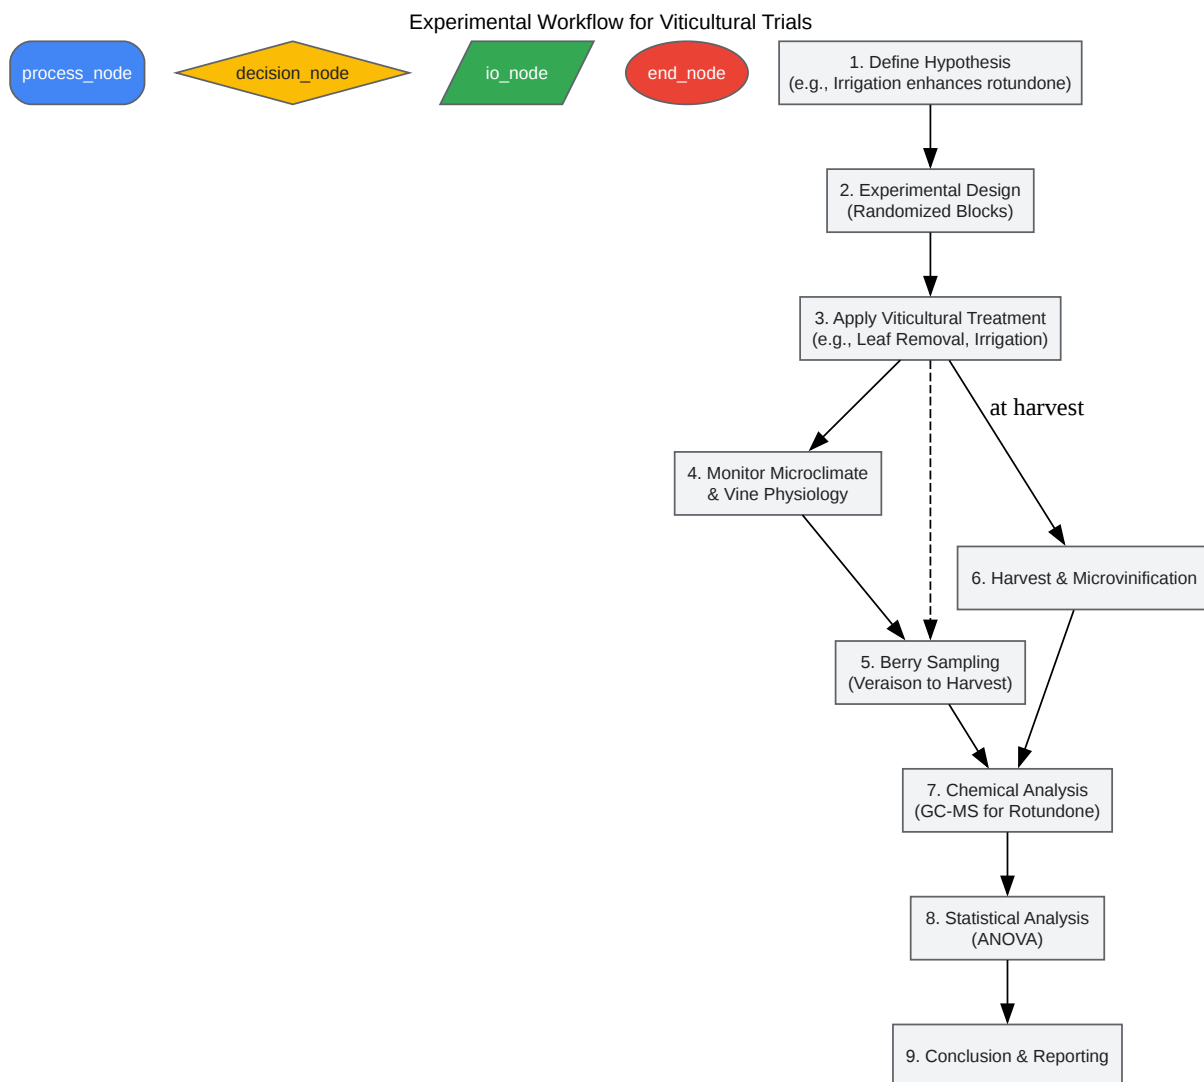 Experimental Workflow for Viticultural Trials
process_node
decision_node
io_node
end_node
1. Define Hypothesis
(e.g., Irrigation enhances rotundone)
2. Experimental Design
(Randomized Blocks)
3. Apply Viticultural Treatment
(e.g., Leaf Removal, Irrigation)
at harvest
4. Monitor Microclimate
& Vine Physiology
6. Harvest & Microvinification
5. Berry Sampling
(Veraison to Harvest)
7. Chemical Analysis
(GC-MS for Rotundone)
8. Statistical Analysis
(ANOVA)
9. Conclusion & Reporting